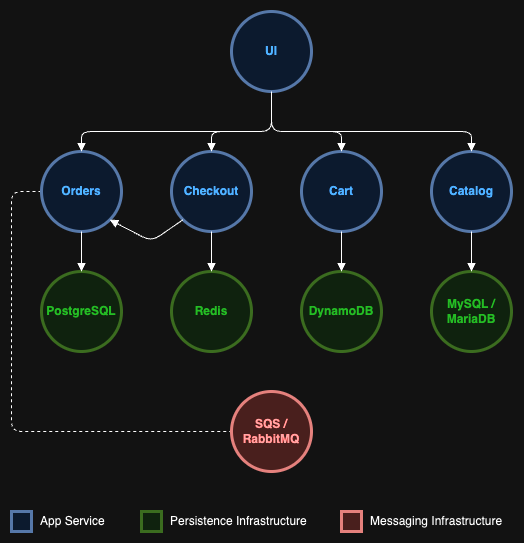 UI
Orders
Checkout
Cart
Catalog
PostgreSQL
Redis
DynamoDB
MySQL /
MariaDB
SQS /
RabbitMQ
App Service
Persistence Infrastructure
Messaging Infrastructure